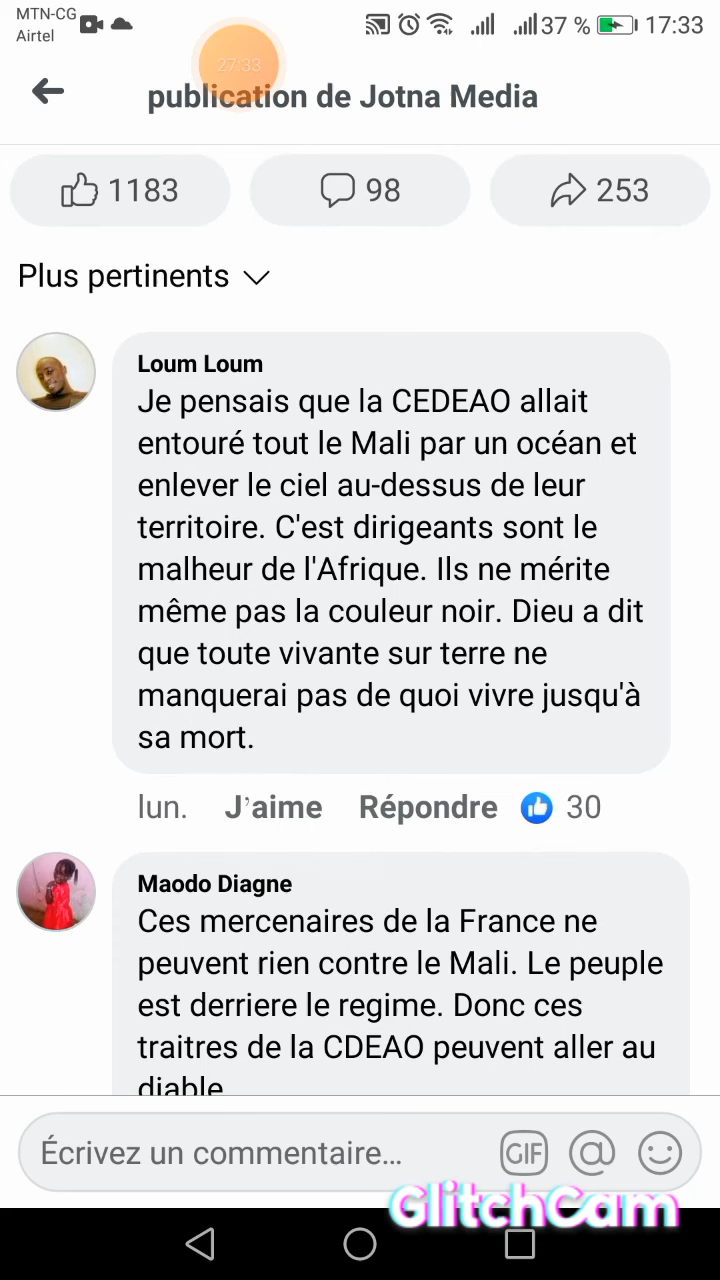 MTN-CG
Airtel
37 %
17:33
27:33
publication de Jotna Media
1183
98
253
Plus pertinents
Loum Loum
Je pensais que la CEDEAO allait
entouré tout le Mali par un océan et
enlever le ciel au-dessus de leur
territoire. C'est dirigeants sont le
malheur de l'Afrique. Ils ne mérite
même pas la couleur noir. Dieu a dit
que toute vivante sur terre ne
manquerai pas de quoi vivre jusqu'à
sa mort.
lun. J'aime Répondre 30
Maodo Diagne
Ces mercenaires de la France ne
peuvent rien contre le Mali. Le peuple
est derriere le regime. Donc ces
traitres de la CDEAO peuvent aller au
diable
Écrivez un commentaire...
GIF
GlitchCam